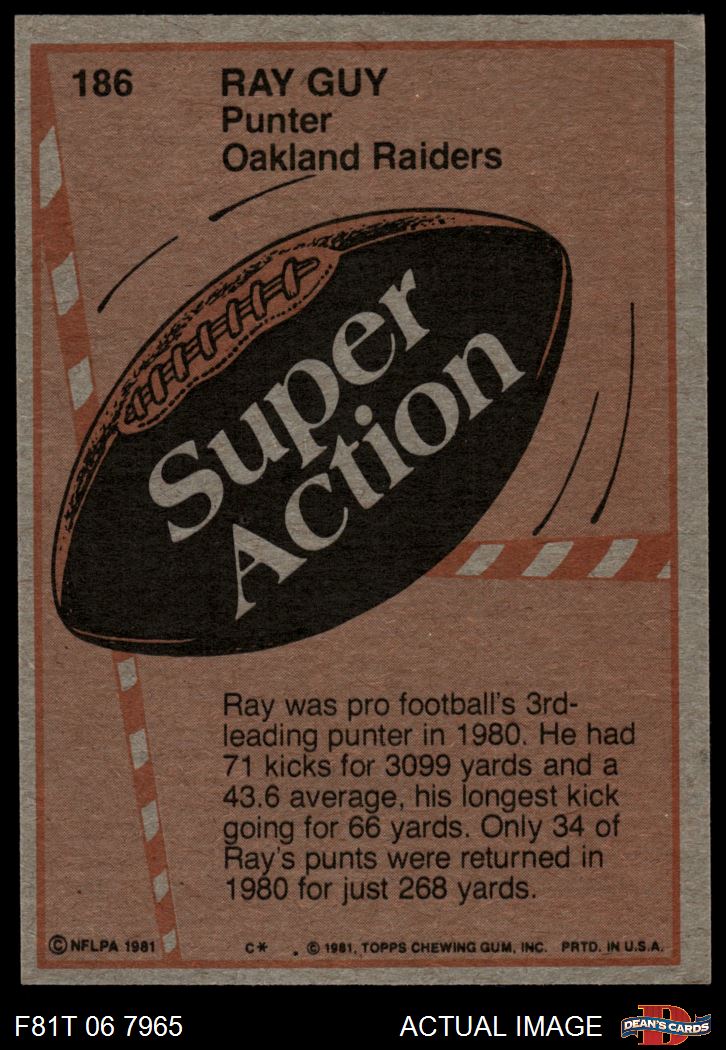 186
RAY GUY
Punter
Oakland Raiders
Super
Action
Ray was pro football's 3rd-
leading punter in 1980. He had
71 kicks for 3099 yards and a
43.6 average, his longest kick
going for 66 yards. Only 34 of
Ray's punts were returned in
1980 for just 268 yards.
© NFLPA 1981 C* . © 1981, TOPPS CHEWING GUM, INC. PRTD. IN U.S.A.
F81T 06 7965 ACTUAL IMAGE D DEAN'S CARDS